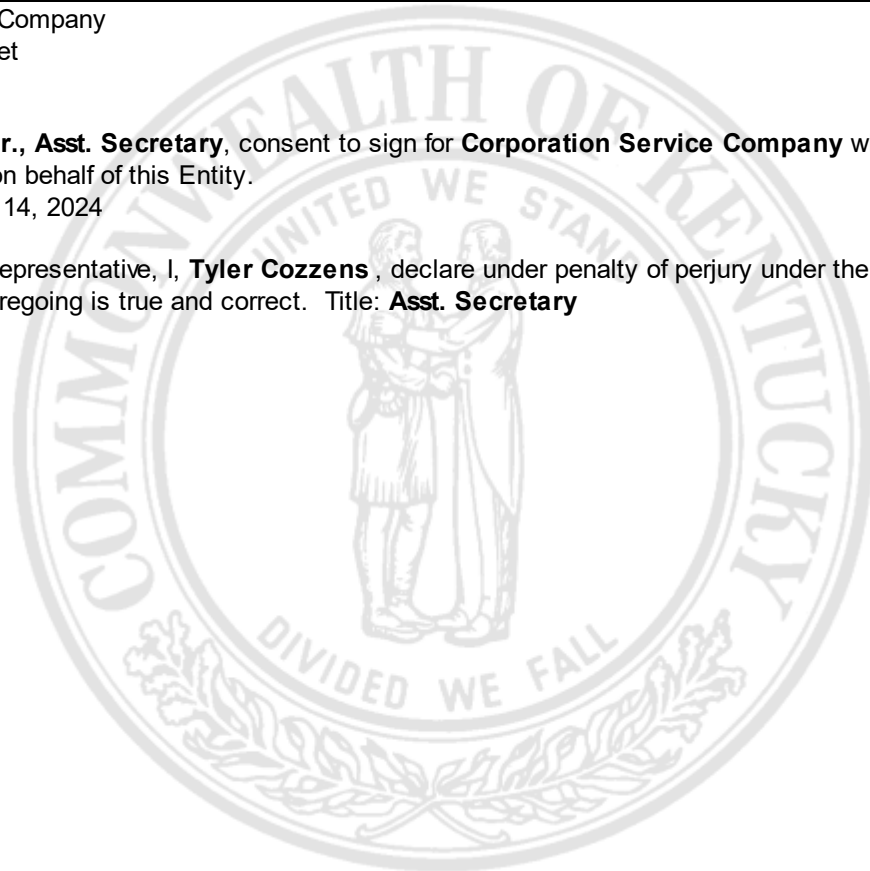 Company
et
r., Asst. Secretary, consent to sign for Corporation Service Company w
on behalf of this Entity.
14, 2024
epresentative, I, Tyler Cozzens , declare under penalty of perjury under the
regoing is true and correct.  Title: Asst. Secretary
COMMONWEALTH OF KENTUCKY
UNITED WE STAND
DIVIDED WE FALL